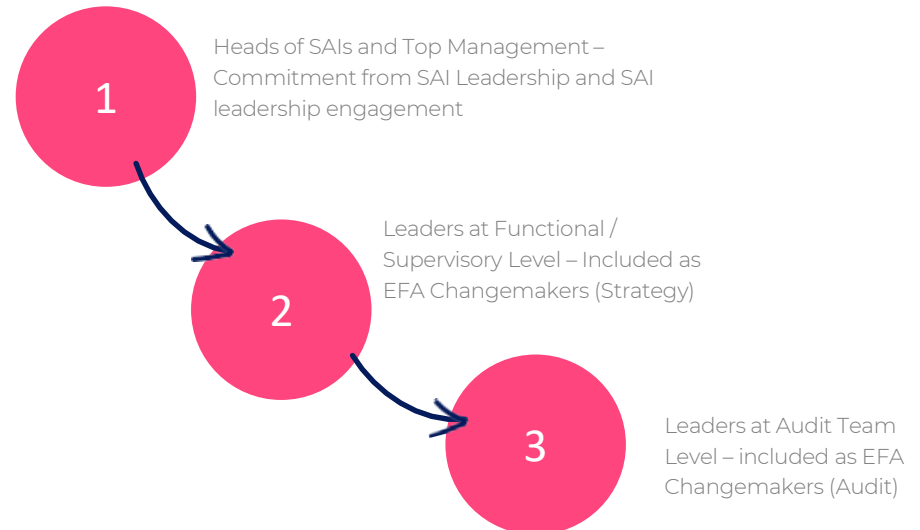 1
Heads of SAIs and Top Management –
Commitment from SAI Leadership and SAI
leadership engagement
2
Leaders at Functional /
Supervisory Level – Included as
EFA Changemakers (Strategy)
3
Leaders at Audit Team
Level – included as EFA
Changemakers (Audit)